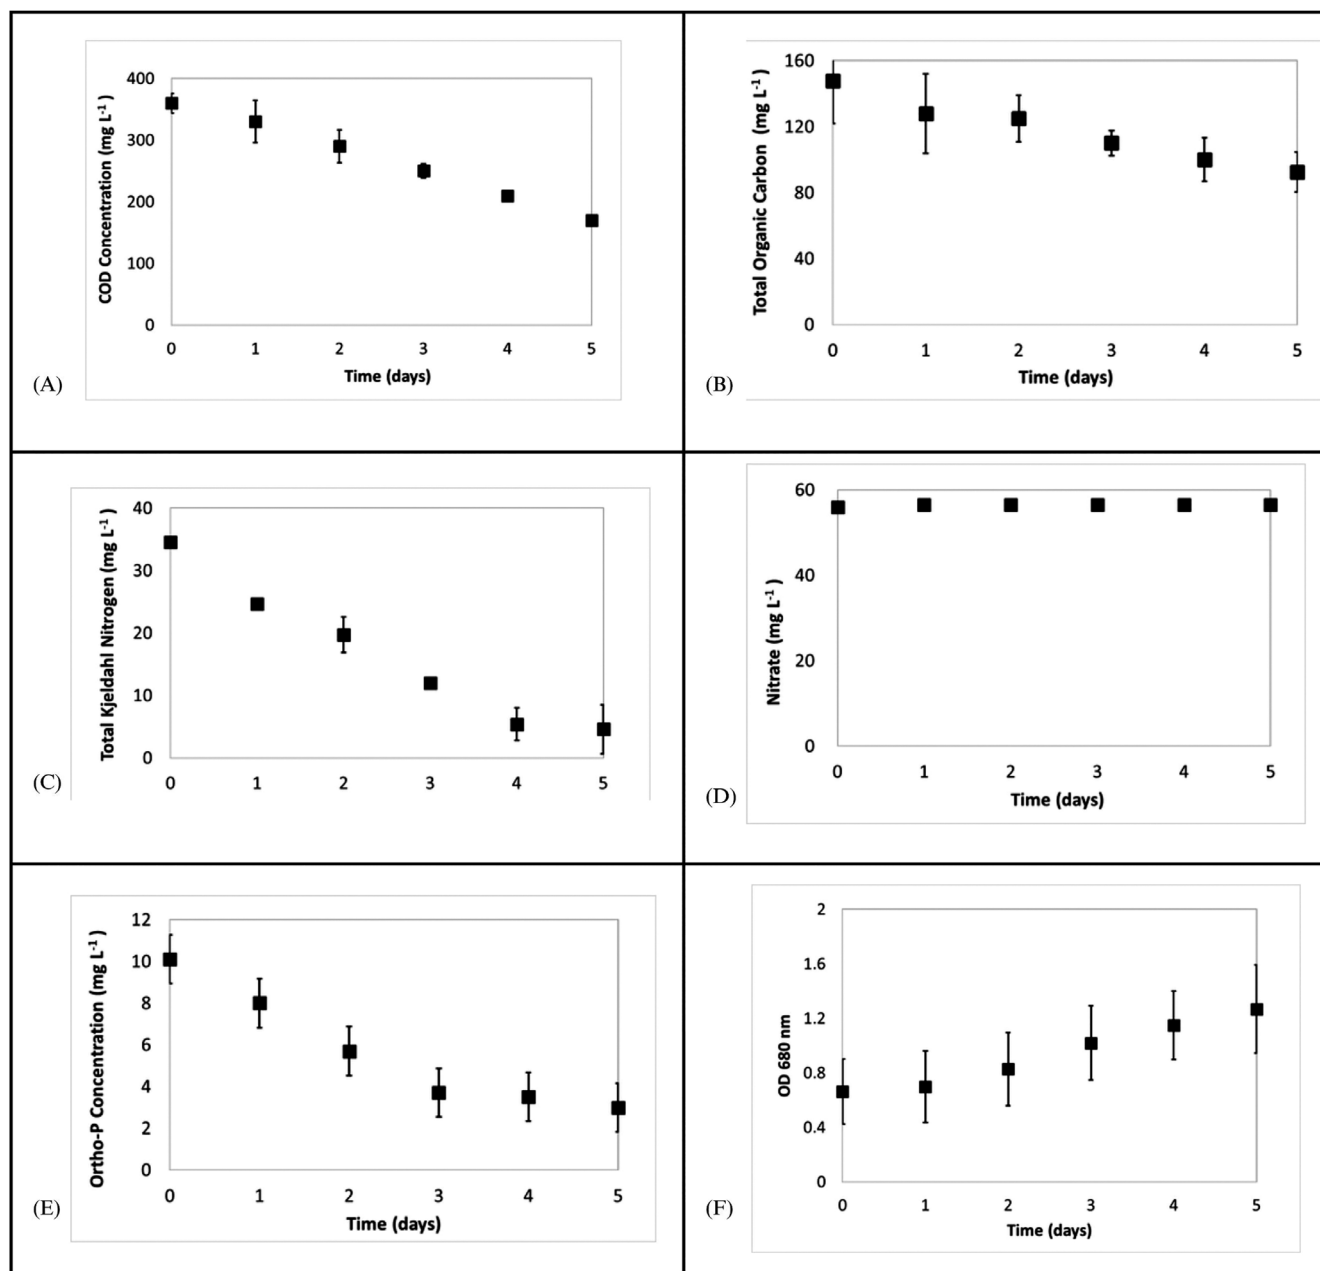 COD Concentration (mg L-1 )
400
300
200
100
0
0 1 2 3 4 5
Time (days)
(A)
Total Organic Carbon (mg L-1 )
160
120
80
40
0
0 1 2 3 4 5
Time (days)
(B)
Total Kjeldahl Nitrogen (mg L-1 )
40
30
20
10
0
0 1 2 3 4 5
(C)
Nitrate (mg L-1 )
60
40
20
0
0 1 2 3 4 5
Time (days)
(D)
Ortho-P Concentration (mg L-1 )
12
10
8
6
4
2
0
0 1 2 3 4 5
Time (days)
(E)
OD 680 nm
2
1.6
1.2
0.8
0.4
0
0 1 2 3 4 5
Time (days)
(F)